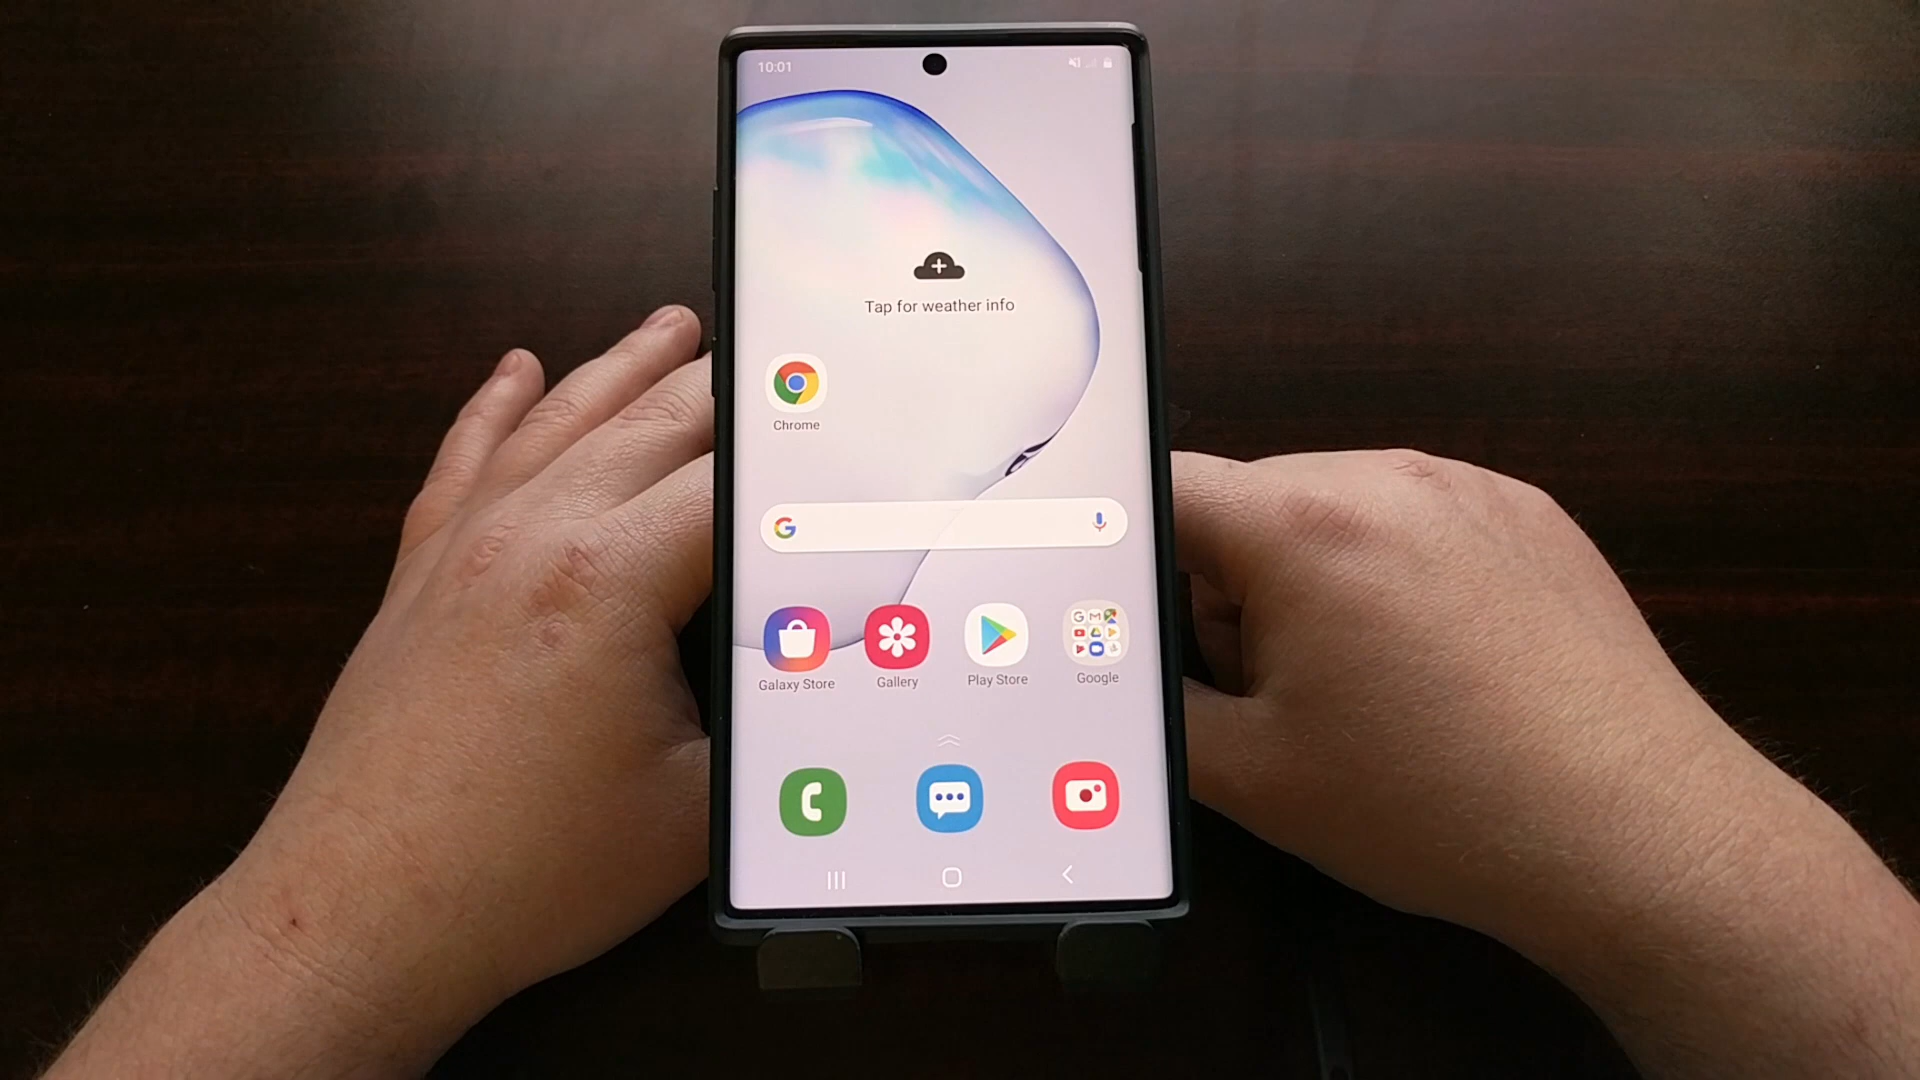 10:01
Tap for weather info
Chrome
Galaxy Store
Gallery
Play Store
Google